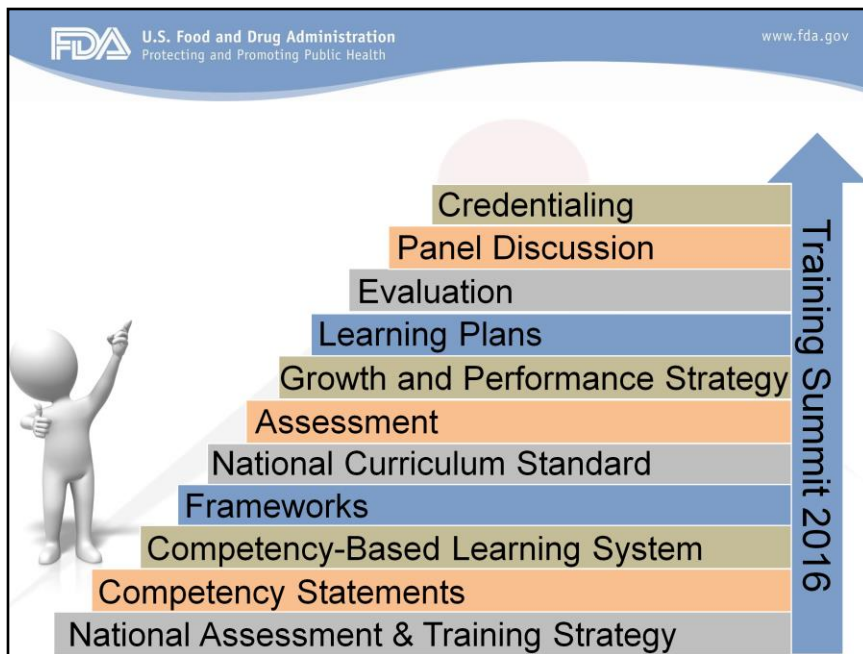 FDA
U.S. Food and Drug Administration
www.fda.gov
Protecting and Promoting Public Health
Credentialing
Panel Discussion
Evaluation
Learning Plans
Growth and Performance Strategy
Assessment
National Curriculum Standard
Frameworks
Competency-Based Learning System
Competency Statements
National Assessment & Training Strategy
Training Summit 2016